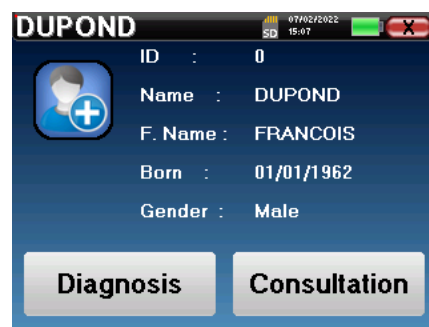 DUPOND
SD
07/02/2022
15:07
X
ID : 0
Name : DUPOND
F. Name : FRANCOIS
Born : 01/01/1962
Gender : Male
Diagnosis
Consultation